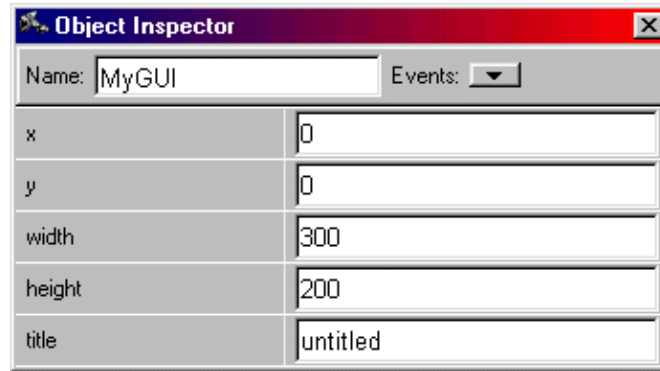 Object Inspector
Name: MyGUI Events:
x 0
y 0
width 300
height 200
title untitled